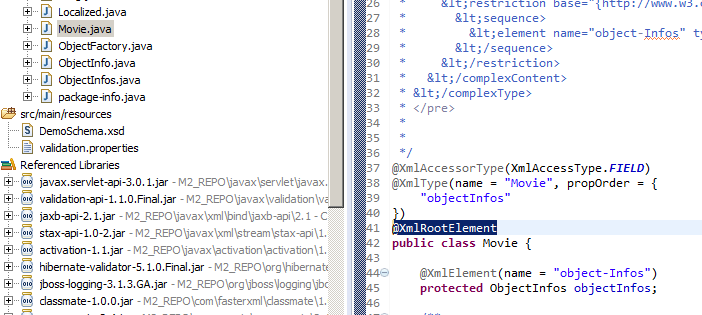 Localized.java
Movie.java
ObjectFactory.java
ObjectInfo.java
ObjectInfos.java
package-info.java
src/main/resources
DemoSchema.xsd
validation.properties
Referenced Libraries
javax.servlet-api-3.0.1.jar - M2_REPO\javax\servlet\javax.
validation-api-1.1.0.Final.jar - M2_REPO\javax\validation\va
jaxb-api-2.1.jar - M2_REPO\javax\xml\bind\jaxb-api\2.1 - C
stax-api-1.0-2.jar - M2_REPO\javax\xml\stream\stax-api\1.
activation-1.1.jar - M2_REPO\javax\activation\activation\
hibernate-validator-5.1.0.Final.jar - M2_REPO\org\hiberna
jboss-logging-3.1.3.GA.jar - M2_REPO\org\jboss\logging\jb
classmate-1.0.0.jar - M2_REPO\com\fasterxml\classmate\1.
26 * &lt;restriction base="{http://www.w3.o
27 * &lt;sequence>
28 * &lt;element name="object-Infos" ty
29 * &lt;/sequence>
30 * &lt;/restriction>
31 * &lt;/complexContent>
32 * &lt;/complexType>
33 * </pre>
34 *
35 *
36 */
37 @XmlAccessorType(XmlAccessType.FIELD)
38 @XmlType(name = "Movie", propOrder = {
39 "objectInfos"
40 })
41 @XmlRootElement
42 public class Movie {
43
44 @XmlElement(name = "object-Infos")
45 protected ObjectInfos objectInfos;
46